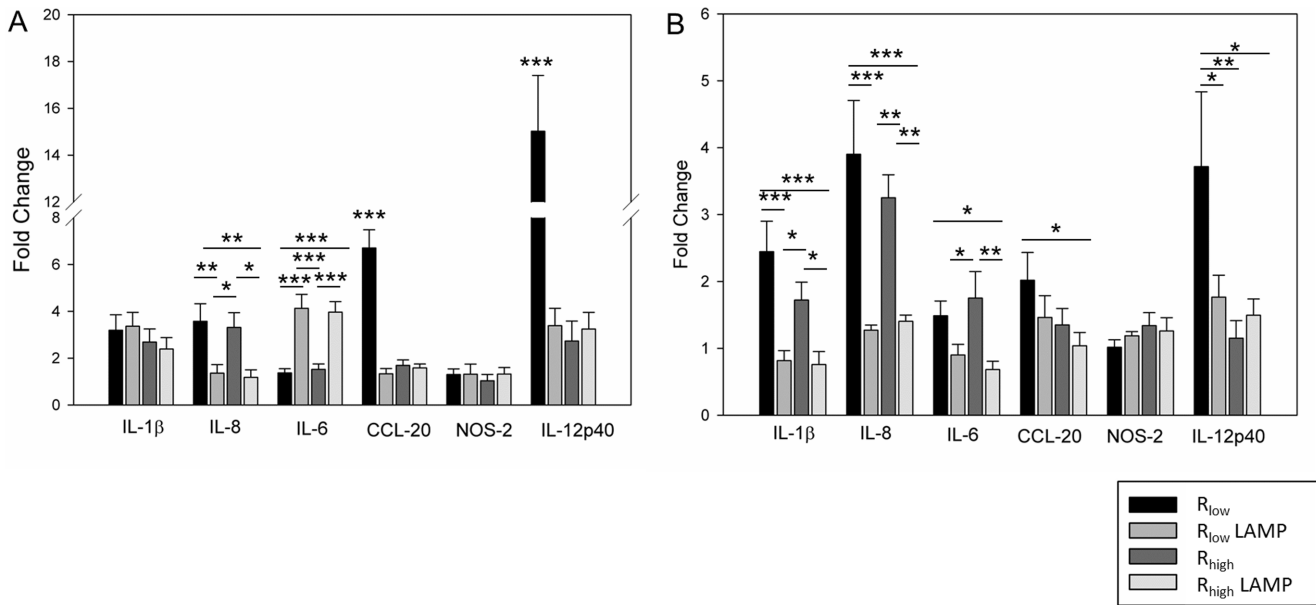 A
Fold Change
20
18
16
14
12
8
6
4
2
0
***
***
** ***
** * *** *** ***
*
IL-1β IL-8 IL-6 CCL-20 NOS-2 IL-12p40
B
Fold Change
6
5
4
3
2
1
0
*
*** **
*** *
**
**
***
***
* * *
* * **
IL-1β IL-8 IL-6 CCL-20 NOS-2 IL-12p40
Rlow
Rlow LAMP
Rhigh
Rhigh LAMP